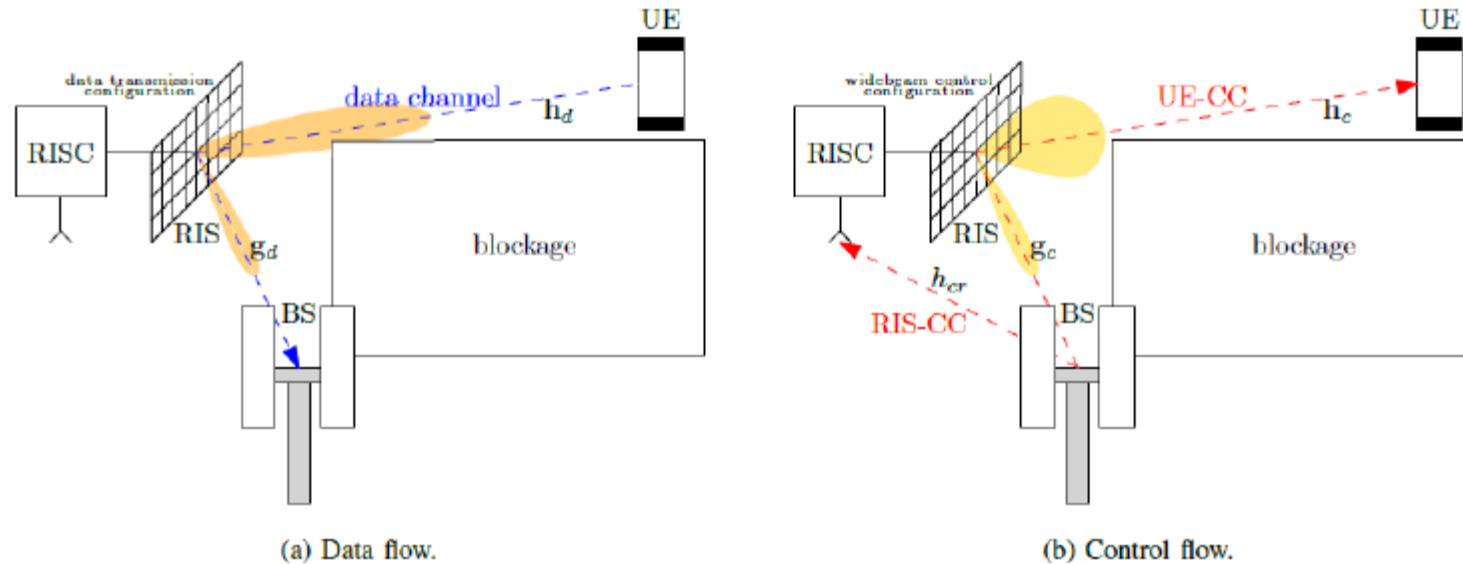 UE
data transmission
configuration
data channel
h_d
RISC
RIS
g_d
blockage
BS
(a) Data flow.
UE
widebeam control
configuration
UE-CC
h_c
RISC
RIS
g_c
blockage
h_cr
RIS-CC
BS
(b) Control flow.